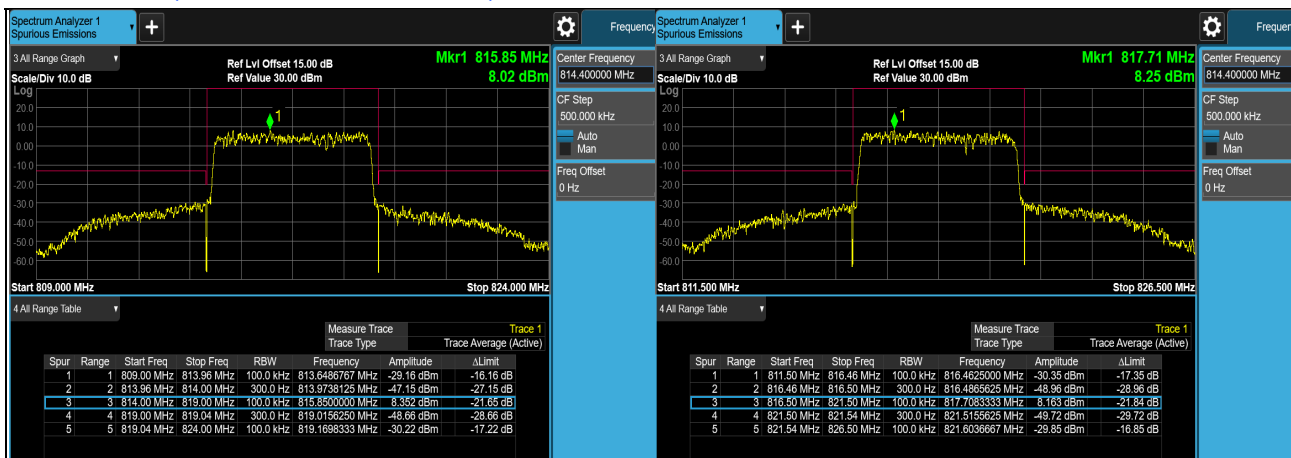 Spectrum Analyzer 1
Spurious Emissions
+
Frequency
3 All Range Graph
Ref Lvl Offset 15.00 dB
Mkr1 815.85 MHz
Scale/Div 10.0 dB
Ref Value 30.00 dBm
8.02 dBm
Log
20.0
10.0
0.00
-10.0
-20.0
-30.0
-40.0
-50.0
-60.0
1
Start 809.000 MHz
Stop 824.000 MHz
Center Frequency
814.400000 MHz
CF Step
500.000 kHz
Auto
Man
Freq Offset
0 Hz
4 All Range Table
Measure Trace Trace 1
Trace Type Trace Average (Active)
Spur Range Start Freq Stop Freq RBW Frequency Amplitude ΔLimit
1 1 809.00 MHz 813.96 MHz 100.0 kHz 813.6486767 MHz -29.16 dBm -16.16 dB
2 2 813.96 MHz 814.00 MHz 300.0 Hz 813.9738125 MHz -47.15 dBm -27.15 dB
3 3 814.00 MHz 819.00 MHz 100.0 kHz 815.8500000 MHz 8.352 dBm -21.65 dB
4 4 819.00 MHz 819.04 MHz 300.0 Hz 819.0156250 MHz -48.66 dBm -28.66 dB
5 5 819.04 MHz 824.00 MHz 100.0 kHz 819.1698333 MHz -30.22 dBm -17.22 dB
Spectrum Analyzer 1
Spurious Emissions
+
Frequen
3 All Range Graph
Ref Lvl Offset 15.00 dB
Mkr1 817.71 MHz
Scale/Div 10.0 dB
Ref Value 30.00 dBm
8.25 dBm
Log
20.0
10.0
0.00
-10.0
-20.0
-30.0
-40.0
-50.0
-60.0
1
Start 811.500 MHz
Stop 826.500 MHz
Center Frequency
814.400000 MHz
CF Step
500.000 kHz
Auto
Man
Freq Offset
0 Hz
4 All Range Table
Measure Trace Trace 1
Trace Type Trace Average (Active)
Spur Range Start Freq Stop Freq RBW Frequency Amplitude ΔLimit
1 1 811.50 MHz 816.46 MHz 100.0 kHz 816.4625000 MHz -30.35 dBm -17.35 dB
2 2 816.46 MHz 816.50 MHz 300.0 Hz 816.4865625 MHz -48.96 dBm -28.96 dB
3 3 816.50 MHz 821.50 MHz 100.0 kHz 817.7083333 MHz 8.163 dBm -21.84 dB
4 4 821.50 MHz 821.54 MHz 300.0 Hz 821.5155625 MHz -49.72 dBm -29.72 dB
5 5 821.54 MHz 826.50 MHz 100.0 kHz 821.6036667 MHz -29.85 dBm -16.85 dB